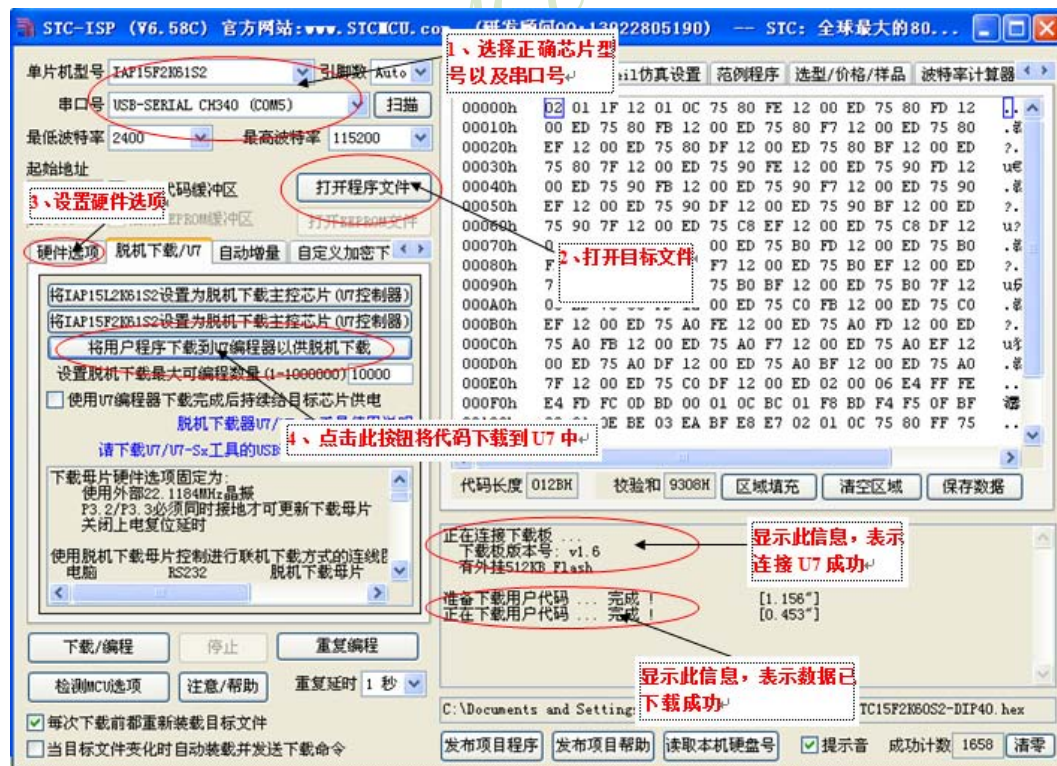 STC-ISP (V6.58C) 官方网站:www.STCMCU.co
22805190) -- STC: 全球最大的80...
1、选择正确芯片型号以及串口号
单片机型号 IAP15F2K61S2 引脚数 Auto
串口号 USB-SERIAL CH340 (COM5) 扫描
最低波特率 2400 最高波特率 115200
起始地址
代码缓冲区 打开程序文件
3、设置硬件选项
EEPROM缓冲区 打开EEPROM文件
硬件选项 脱机下载/U7 自动增量 自定义加密下
将IAP15L2K61S2设置为脱机下载主控芯片(U7控制器)
将IAP15F2K61S2设置为脱机下载主控芯片(U7控制器)
将用户程序下载到U7编程器以供脱机下载
设置脱机下载最大可编程数量(1-1000000) 10000
使用U7编程器下载完成后持续给目标芯片供电
脱机下载器U7/
请下载U7/U7-Sx工具的USB
4、点击此按钮将代码下载到 U7 中
下载母片硬件选项固定为:
使用外部22.1184MHz晶振
P3.2/P3.3必须同时接地才可更新下载母片
关闭上电复位延时
使用脱机下载母片控制进行联机下载方式的连线
电脑 RS232 脱机下载母片
下载/编程 停止 重复编程
检测MCU选项 注意/帮助 重复延时 1 秒
每次下载前都重新装载目标文件
当目标文件变化时自动装载并发送下载命令
il仿真设置 范例程序 选型/价格/样品 波特率计算器
00000h 02 01 1F 12 01 0C 75 80 FE 12 00 ED 75 80 FD 12
00010h 00 ED 75 80 FB 12 00 ED 75 80 F7 12 00 ED 75 80
00020h EF 12 00 ED 75 80 DF 12 00 ED 75 80 BF 12 00 ED ?.
00030h 75 80 7F 12 00 ED 75 90 FE 12 00 ED 75 90 FD 12 u€
00040h 00 ED 75 90 FB 12 00 ED 75 90 F7 12 00 ED 75 90
00050h EF 12 00 ED 75 90 DF 12 00 ED 75 90 BF 12 00 ED ?.
00060h 75 90 7F 12 00 ED 75 C8 EF 12 00 ED 75 C8 DF 12 u?
00070h 0 00 ED 75 B0 FD 12 00 ED 75 B0
2、打开目标文件
00080h F F7 12 00 ED 75 B0 EF 12 00 ED ?.
00090h 7 75 B0 BF 12 00 ED 75 B0 7F 12
000A0h 00 ED 75 C0 FB 12 00 ED 75 C0
000B0h EF 12 00 ED 75 A0 FE 12 00 ED 75 A0 FD 12 00 ED ?.
000C0h 75 A0 FB 12 00 ED 75 A0 F7 12 00 ED 75 A0 EF 12
000D0h 00 ED 75 A0 DF 12 00 ED 75 A0 BF 12 00 ED 75 A0
000E0h 7F 12 00 ED 75 C0 DF 12 00 ED 02 00 06 E4 FF FE ..
000F0h E4 FD FC 0D BD 00 01 0C BC 01 F8 BD F4 F5 0F BF
0E BE 03 EA BF E8 E7 02 01 0C 75 80 FF 75 ..
代码长度 012BH 校验和 9308H 区域填充 清空区域 保存数据
正在连接下载板 ...
下载板版本号: v1.6
有外挂512KB Flash
显示此信息，表示
连接 U7 成功
准备下载用户代码 ... 完成 ! [1.156"]
正在下载用户代码 ... 完成 ! [0.453"]
显示此信息，表示数据已
下载成功
C:\Documents and Setting TC15F2K60S2-DIP40.hex
发布项目程序 发布项目帮助 读取本机硬盘号 提示音 成功计数 1658 清零